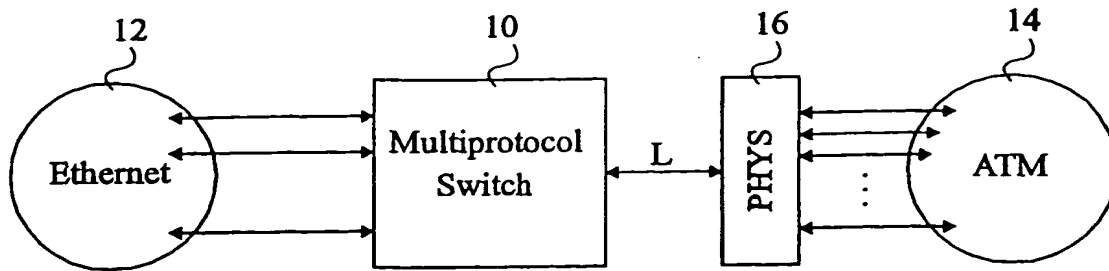 12
10
16
14
Ethernet
Multiprotocol
Switch
L
PHYS
ATM